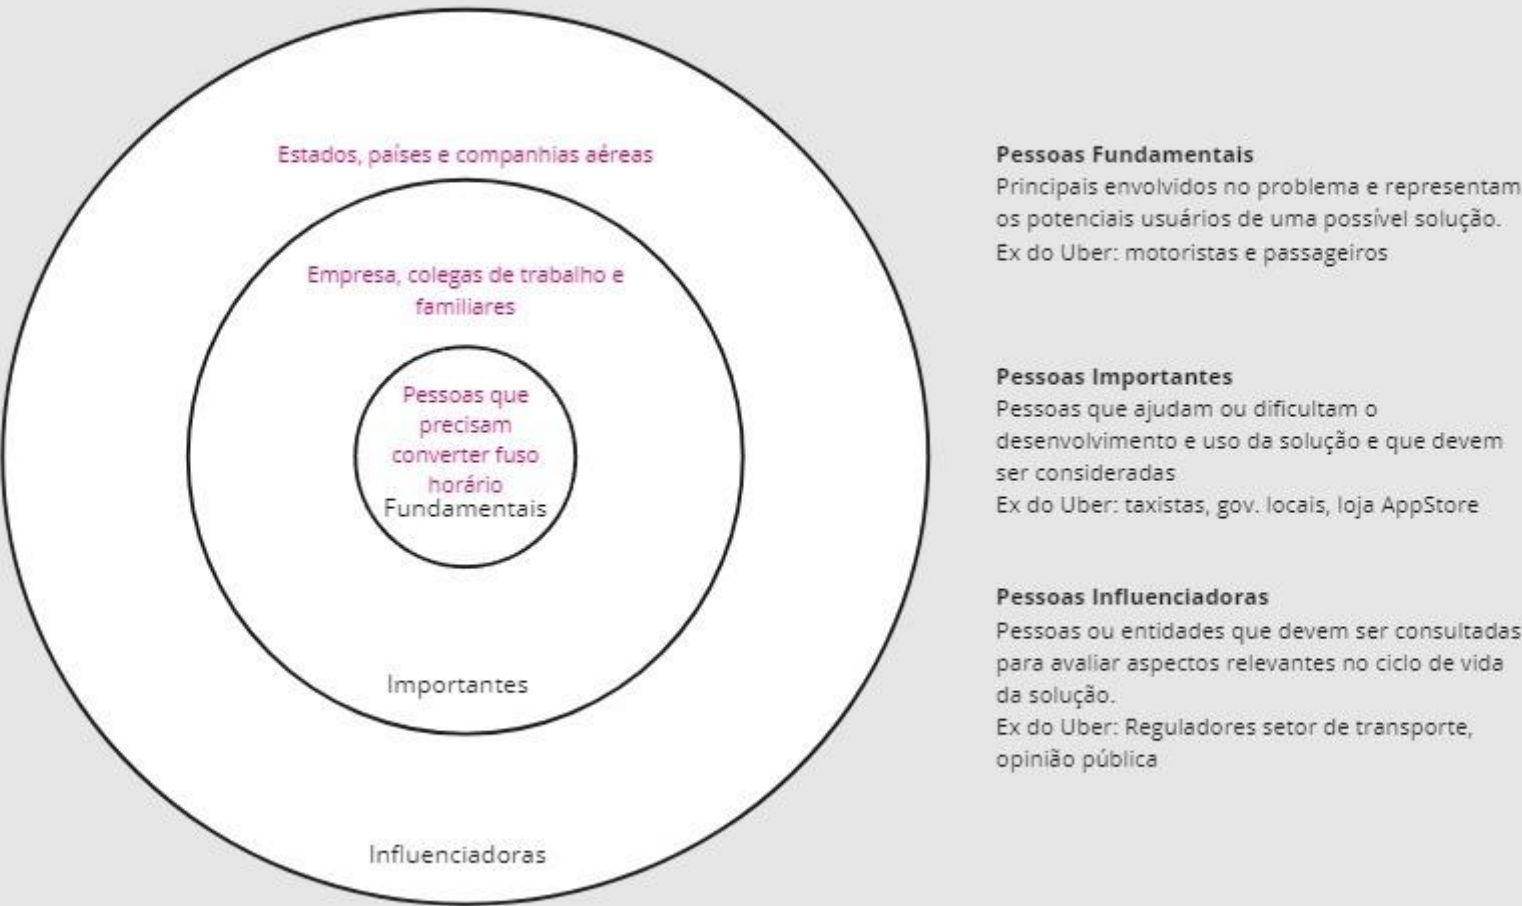 Estados, países e companhias aéreas
Empresa, colegas de trabalho e
familiares
Pessoas que
precisam
converter fuso
horário
Fundamentais
Importantes
Influenciadoras
Pessoas Fundamentais
Principais envolvidos no problema e representam
os potenciais usuários de uma possível solução.
Ex do Uber: motoristas e passageiros
Pessoas Importantes
Pessoas que ajudam ou dificultam o
desenvolvimento e uso da solução e que devem
ser consideradas
Ex do Uber: taxistas, gov. locais, loja AppStore
Pessoas Influenciadoras
Pessoas ou entidades que devem ser consultadas
para avaliar aspectos relevantes no ciclo de vida
da solução.
Ex do Uber: Reguladores setor de transporte,
opinião pública